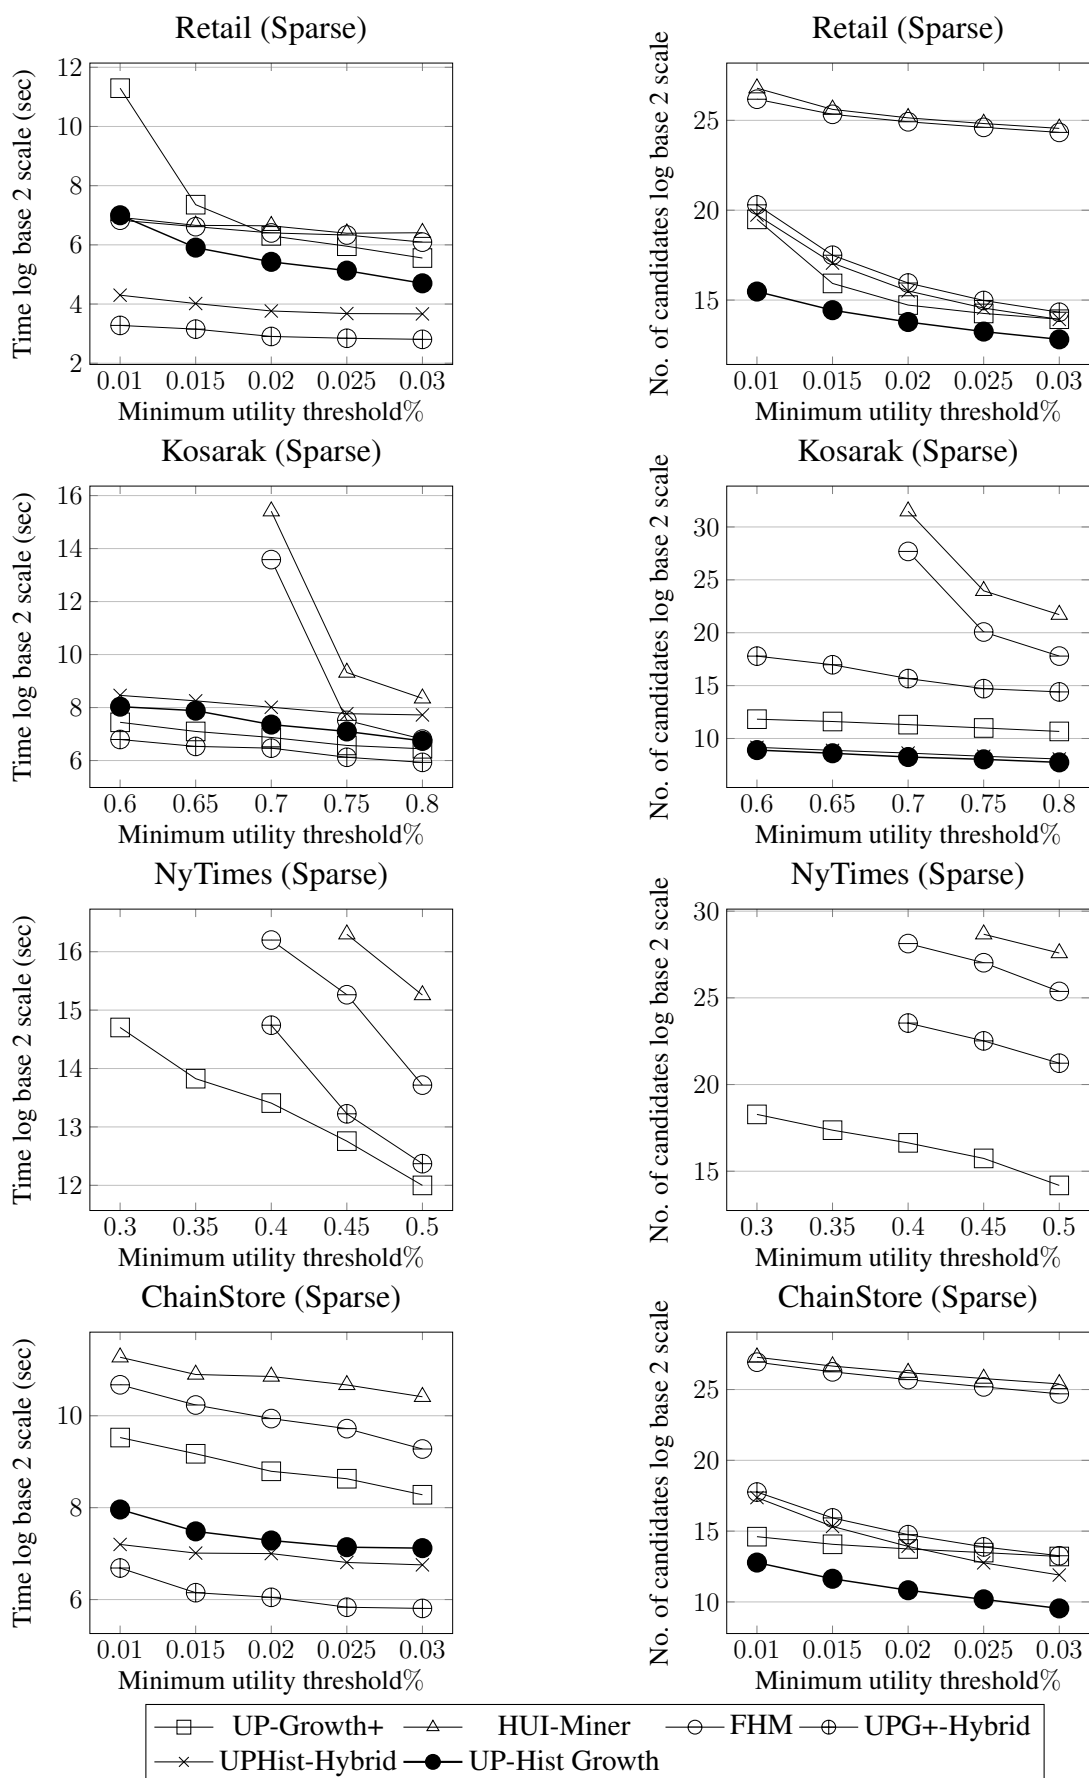 Retail (Sparse)
Time log base 2 scale (sec)
12
10
8
6
4
2
0.01 0.015 0.02 0.025 0.03
Minimum utility threshold%
Retail (Sparse)
No. of candidates log base 2 scale
25
20
15
0.01 0.015 0.02 0.025 0.03
Minimum utility threshold%
Kosarak (Sparse)
Time log base 2 scale (sec)
16
14
12
10
8
6
0.6 0.65 0.7 0.75 0.8
Minimum utility threshold%
Kosarak (Sparse)
No. of candidates log base 2 scale
30
25
20
15
10
0.6 0.65 0.7 0.75 0.8
Minimum utility threshold%
NyTimes (Sparse)
Time log base 2 scale (sec)
16
15
14
13
12
0.3 0.35 0.4 0.45 0.5
Minimum utility threshold%
NyTimes (Sparse)
No. of candidates log base 2 scale
30
25
20
15
0.3 0.35 0.4 0.45 0.5
Minimum utility threshold%
ChainStore (Sparse)
Time log base 2 scale (sec)
10
8
6
0.01 0.015 0.02 0.025 0.03
Minimum utility threshold%
ChainStore (Sparse)
No. of candidates log base 2 scale
25
20
15
10
0.01 0.015 0.02 0.025 0.03
Minimum utility threshold%
UP-Growth+ HUI-Miner FHM UPG+-Hybrid
UPHist-Hybrid UP-Hist Growth